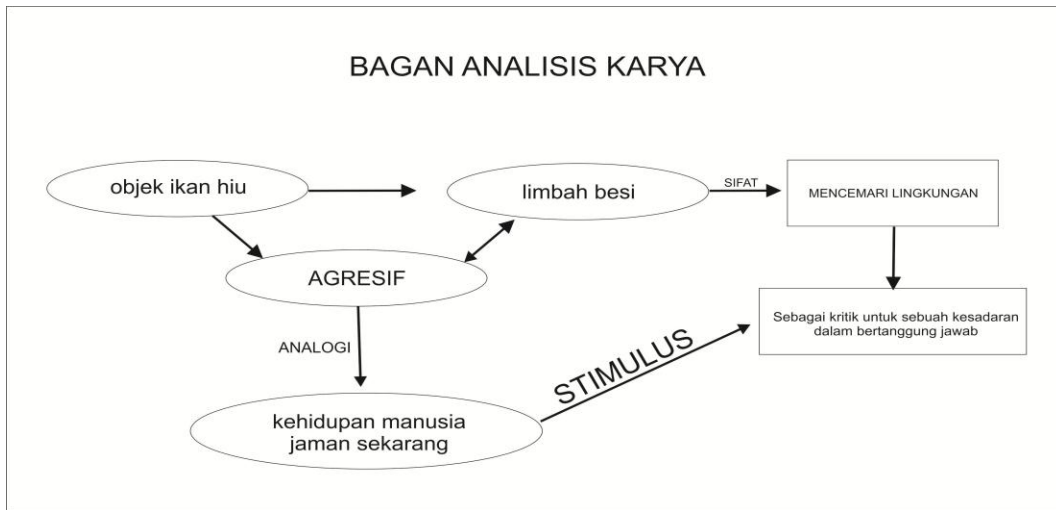 BAGAN ANALISIS KARYA
objek ikan hiu
limbah besi
SIFAT
MENCEMARI LINGKUNGAN
AGRESIF
Sebagai kritik untuk sebuah kesadaran
dalam bertanggung jawab
ANALOGI
STIMULUS
kehidupan manusia
jaman sekarang